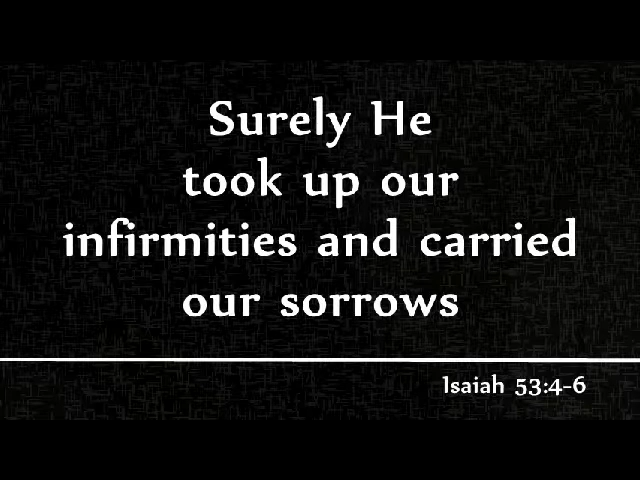 Surely He
took up our
infirmities and carried
our sorrows
Isaiah 53:4-6